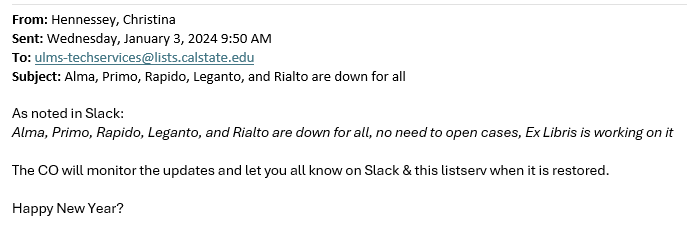 From: Hennessey, Christina
Sent: Wednesday, January 3, 2024 9:50 AM
To: ulms-techservices@lists.calstate.edu
Subject: Alma, Primo, Rapido, Leganto, and Rialto are down for all
As noted in Slack:
Alma, Primo, Rapido, Leganto, and Rialto are down for all, no need to open cases, Ex Libris is working on it
The CO will monitor the updates and let you all know on Slack & this listserv when it is restored.
Happy New Year?